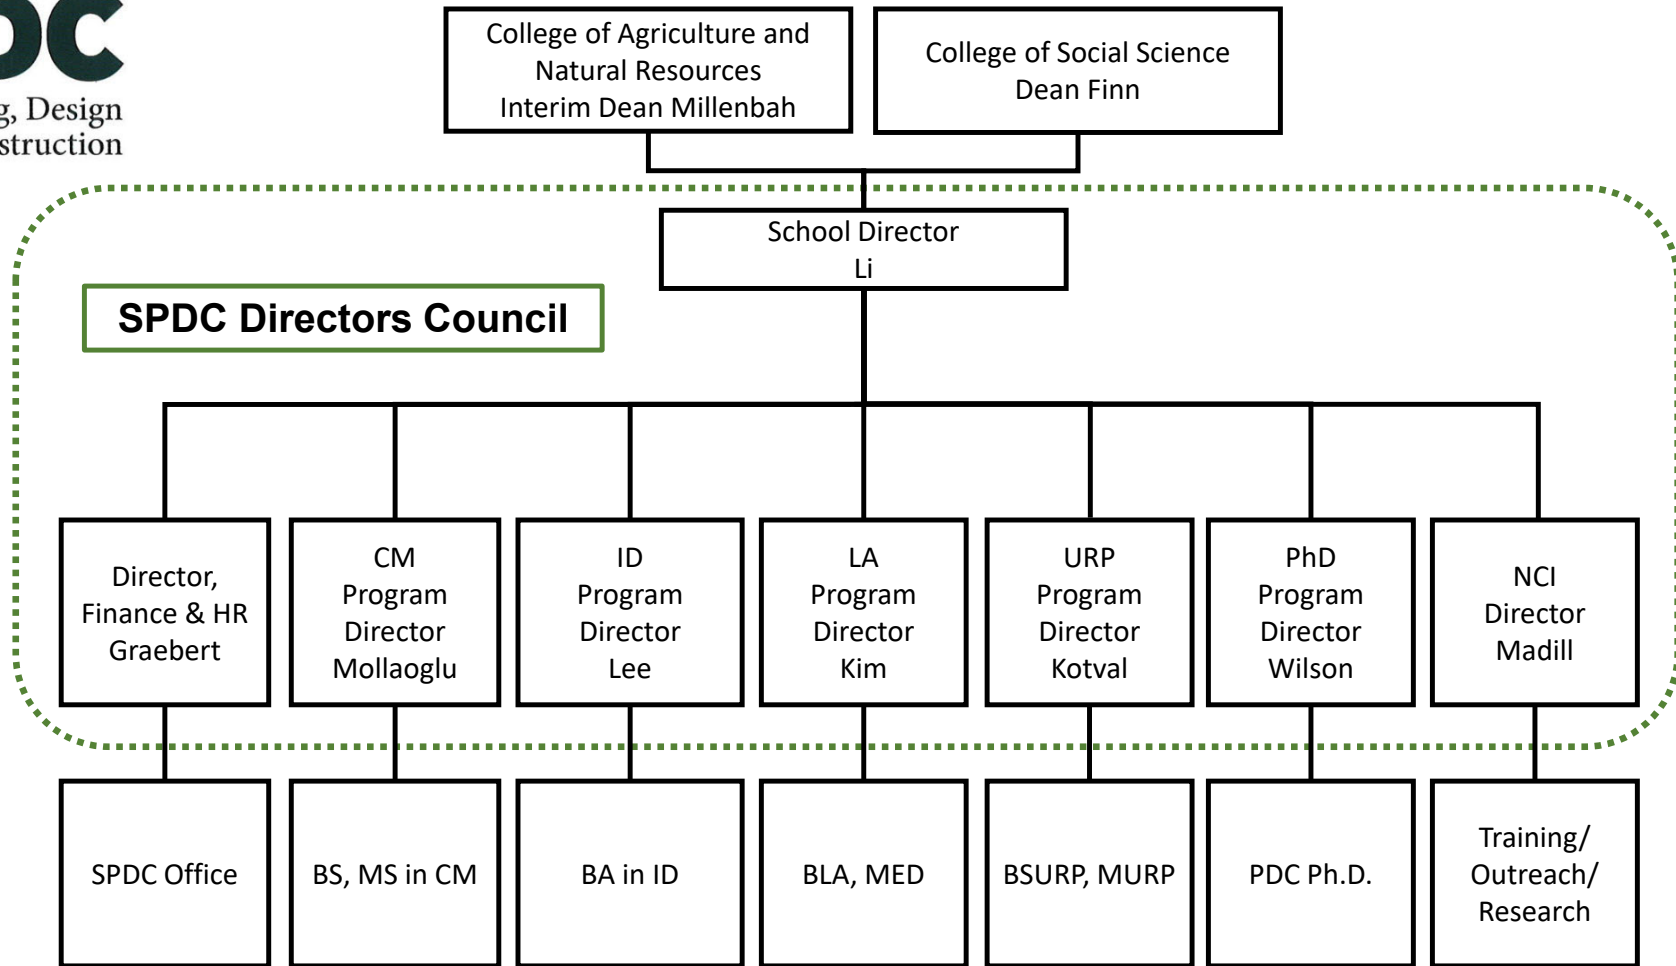 DC
g, Design
struction
College of Agriculture and
Natural Resources
Interim Dean Millenbah
College of Social Science
Dean Finn
School Director
Li
SPDC Directors Council
Director,
Finance & HR
Graebert
CM
Program
Director
Mollaoglu
ID
Program
Director
Lee
LA
Program
Director
Kim
URP
Program
Director
Kotval
PhD
Program
Director
Wilson
NCI
Director
Madill
SPDC Office
BS, MS in CM
BA in ID
BLA, MED
BSURP, MURP
PDC Ph.D.
Training/
Outreach/
Research